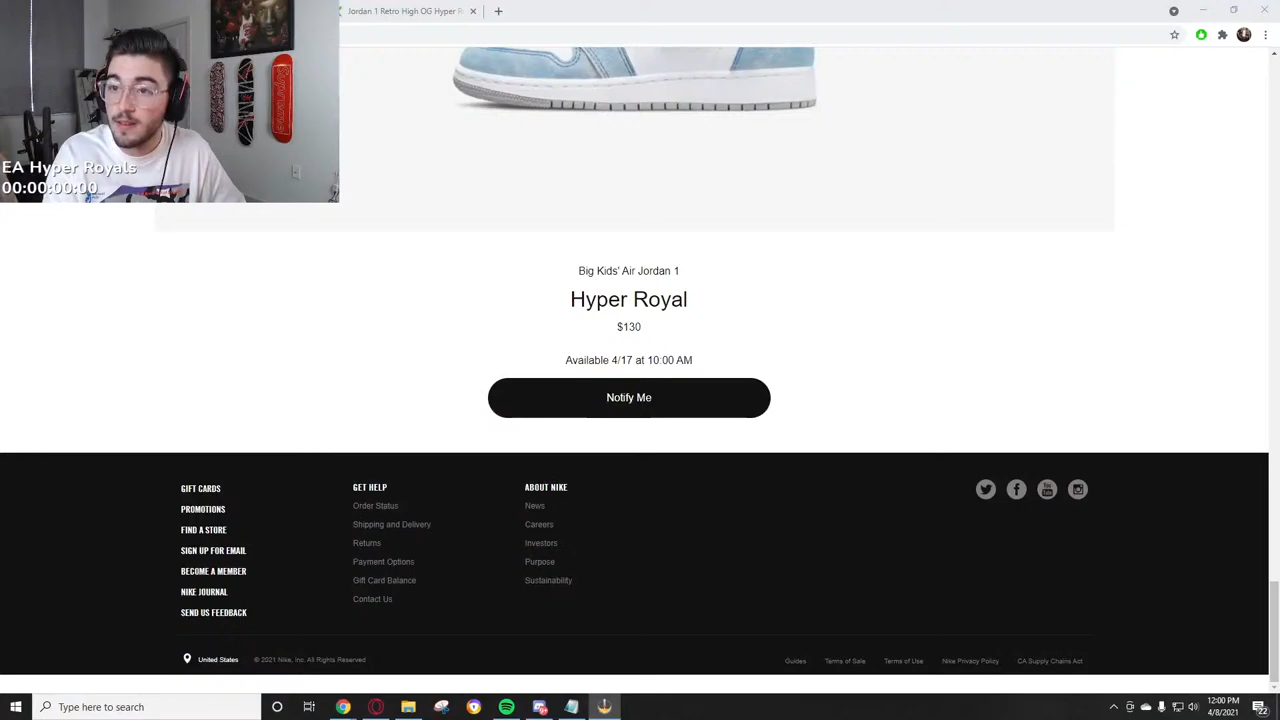 Jordan 1 Retro High OG Hyper Ro
EA Hyper Royals
00:00:00:00
Big Kids' Air Jordan 1
Hyper Royal
$130
Available 4/17 at 10:00 AM
Notify Me
GIFT CARDS
PROMOTIONS
FIND A STORE
SIGN UP FOR EMAIL
BECOME A MEMBER
NIKE JOURNAL
SEND US FEEDBACK
GET HELP
Order Status
Shipping and Delivery
Returns
Payment Options
Gift Card Balance
Contact Us
ABOUT NIKE
News
Careers
Investors
Purpose
Sustainability
You Tube
United States
© 2021 Nike, Inc. All Rights Reserved
Guides
Terms of Sale
Terms of Use
Nike Privacy Policy
CA Supply Chains Act
Type here to search
12:00 PM
4/8/2021
22